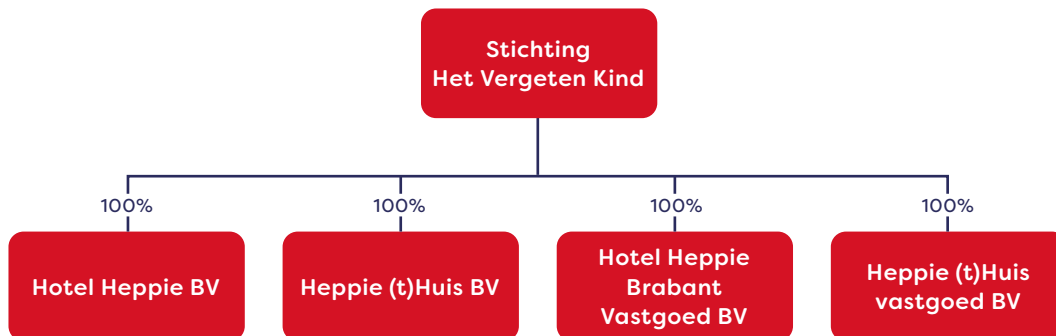 Stichting
Het Vergeten Kind
100%
100%
100%
100%
Hotel Heppie BV
Heppie (t)Huis BV
Hotel Heppie
Brabant
Vastgoed BV
Heppie (t)Huis
vastgoed BV